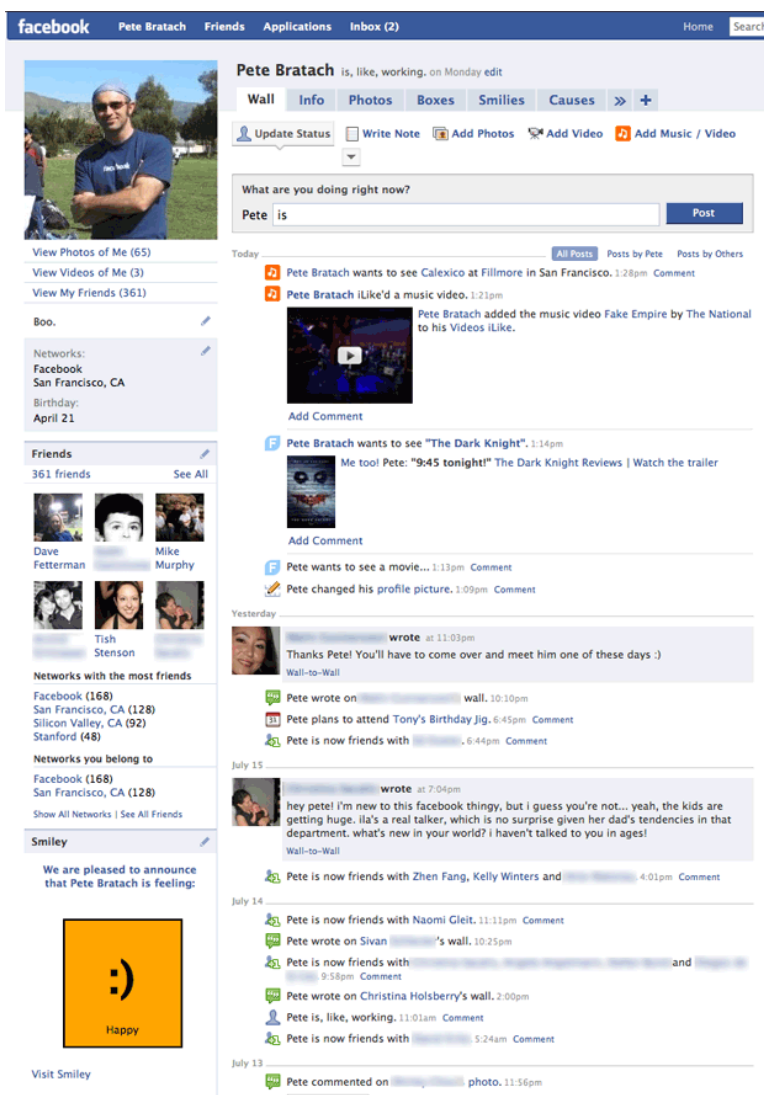 facebook Pete Bratach Friends Applications Inbox (2) Home Search
Pete Bratach is, like, working. on Monday edit
Wall Info Photos Boxes Smilies Causes » +
Update Status Write Note Add Photos Add Video Add Music / Video
What are you doing right now?
Pete is Post
View Photos of Me (65)
View Videos of Me (3)
View My Friends (361)
Boo.
Networks:
Facebook
San Francisco, CA
Birthday:
April 21
Friends
361 friends See All
Dave
Fetterman
Mike
Murphy
Tish
Stenson
Networks with the most friends
Facebook (168)
San Francisco, CA (128)
Silicon Valley, CA (92)
Stanford (48)
Networks you belong to
Facebook (168)
San Francisco, CA (128)
Show All Networks | See All Friends
Smiley
We are pleased to announce
that Pete Bratach is feeling:
:)
Happy
Visit Smiley
Today All Posts Posts by Pete Posts by Others
Pete Bratach wants to see Calexico at Fillmore in San Francisco. 1:28pm Comment
Pete Bratach iLike'd a music video. 1:21pm
Pete Bratach added the music video Fake Empire by The National
to his Videos iLike.
Add Comment
Pete Bratach wants to see "The Dark Knight". 1:14pm
Me too! Pete: "9:45 tonight!" The Dark Knight Reviews | Watch the trailer
Add Comment
Pete wants to see a movie... 1:13pm Comment
Pete changed his profile picture. 1:09pm Comment
Yesterday
wrote at 11:03pm
Thanks Pete! You'll have to come over and meet him one of these days :)
Wall-to-Wall
Pete wrote on wall. 10:10pm
31 Pete plans to attend Tony's Birthday Jig. 6:45pm Comment
Pete is now friends with . 6:44pm Comment
July 15
wrote at 7:04pm
hey pete! i'm new to this facebook thingy, but i guess you're not... yeah, the kids are
getting huge. ila's a real talker, which is no surprise given her dad's tendencies in that
department. what's new in your world? i haven't talked to you in ages!
Wall-to-Wall
Pete is now friends with Zhen Fang, Kelly Winters and . 4:01pm Comment
July 14
Pete is now friends with Naomi Gleit. 11:11pm Comment
Pete wrote on Sivan 's wall. 10:25pm
Pete is now friends with and
. 9:58pm Comment
Pete wrote on Christina Holsberry's wall. 2:00pm
Pete is, like, working. 11:01am Comment
Pete is now friends with . 5:24am Comment
July 13
Pete commented on photo. 11:56pm